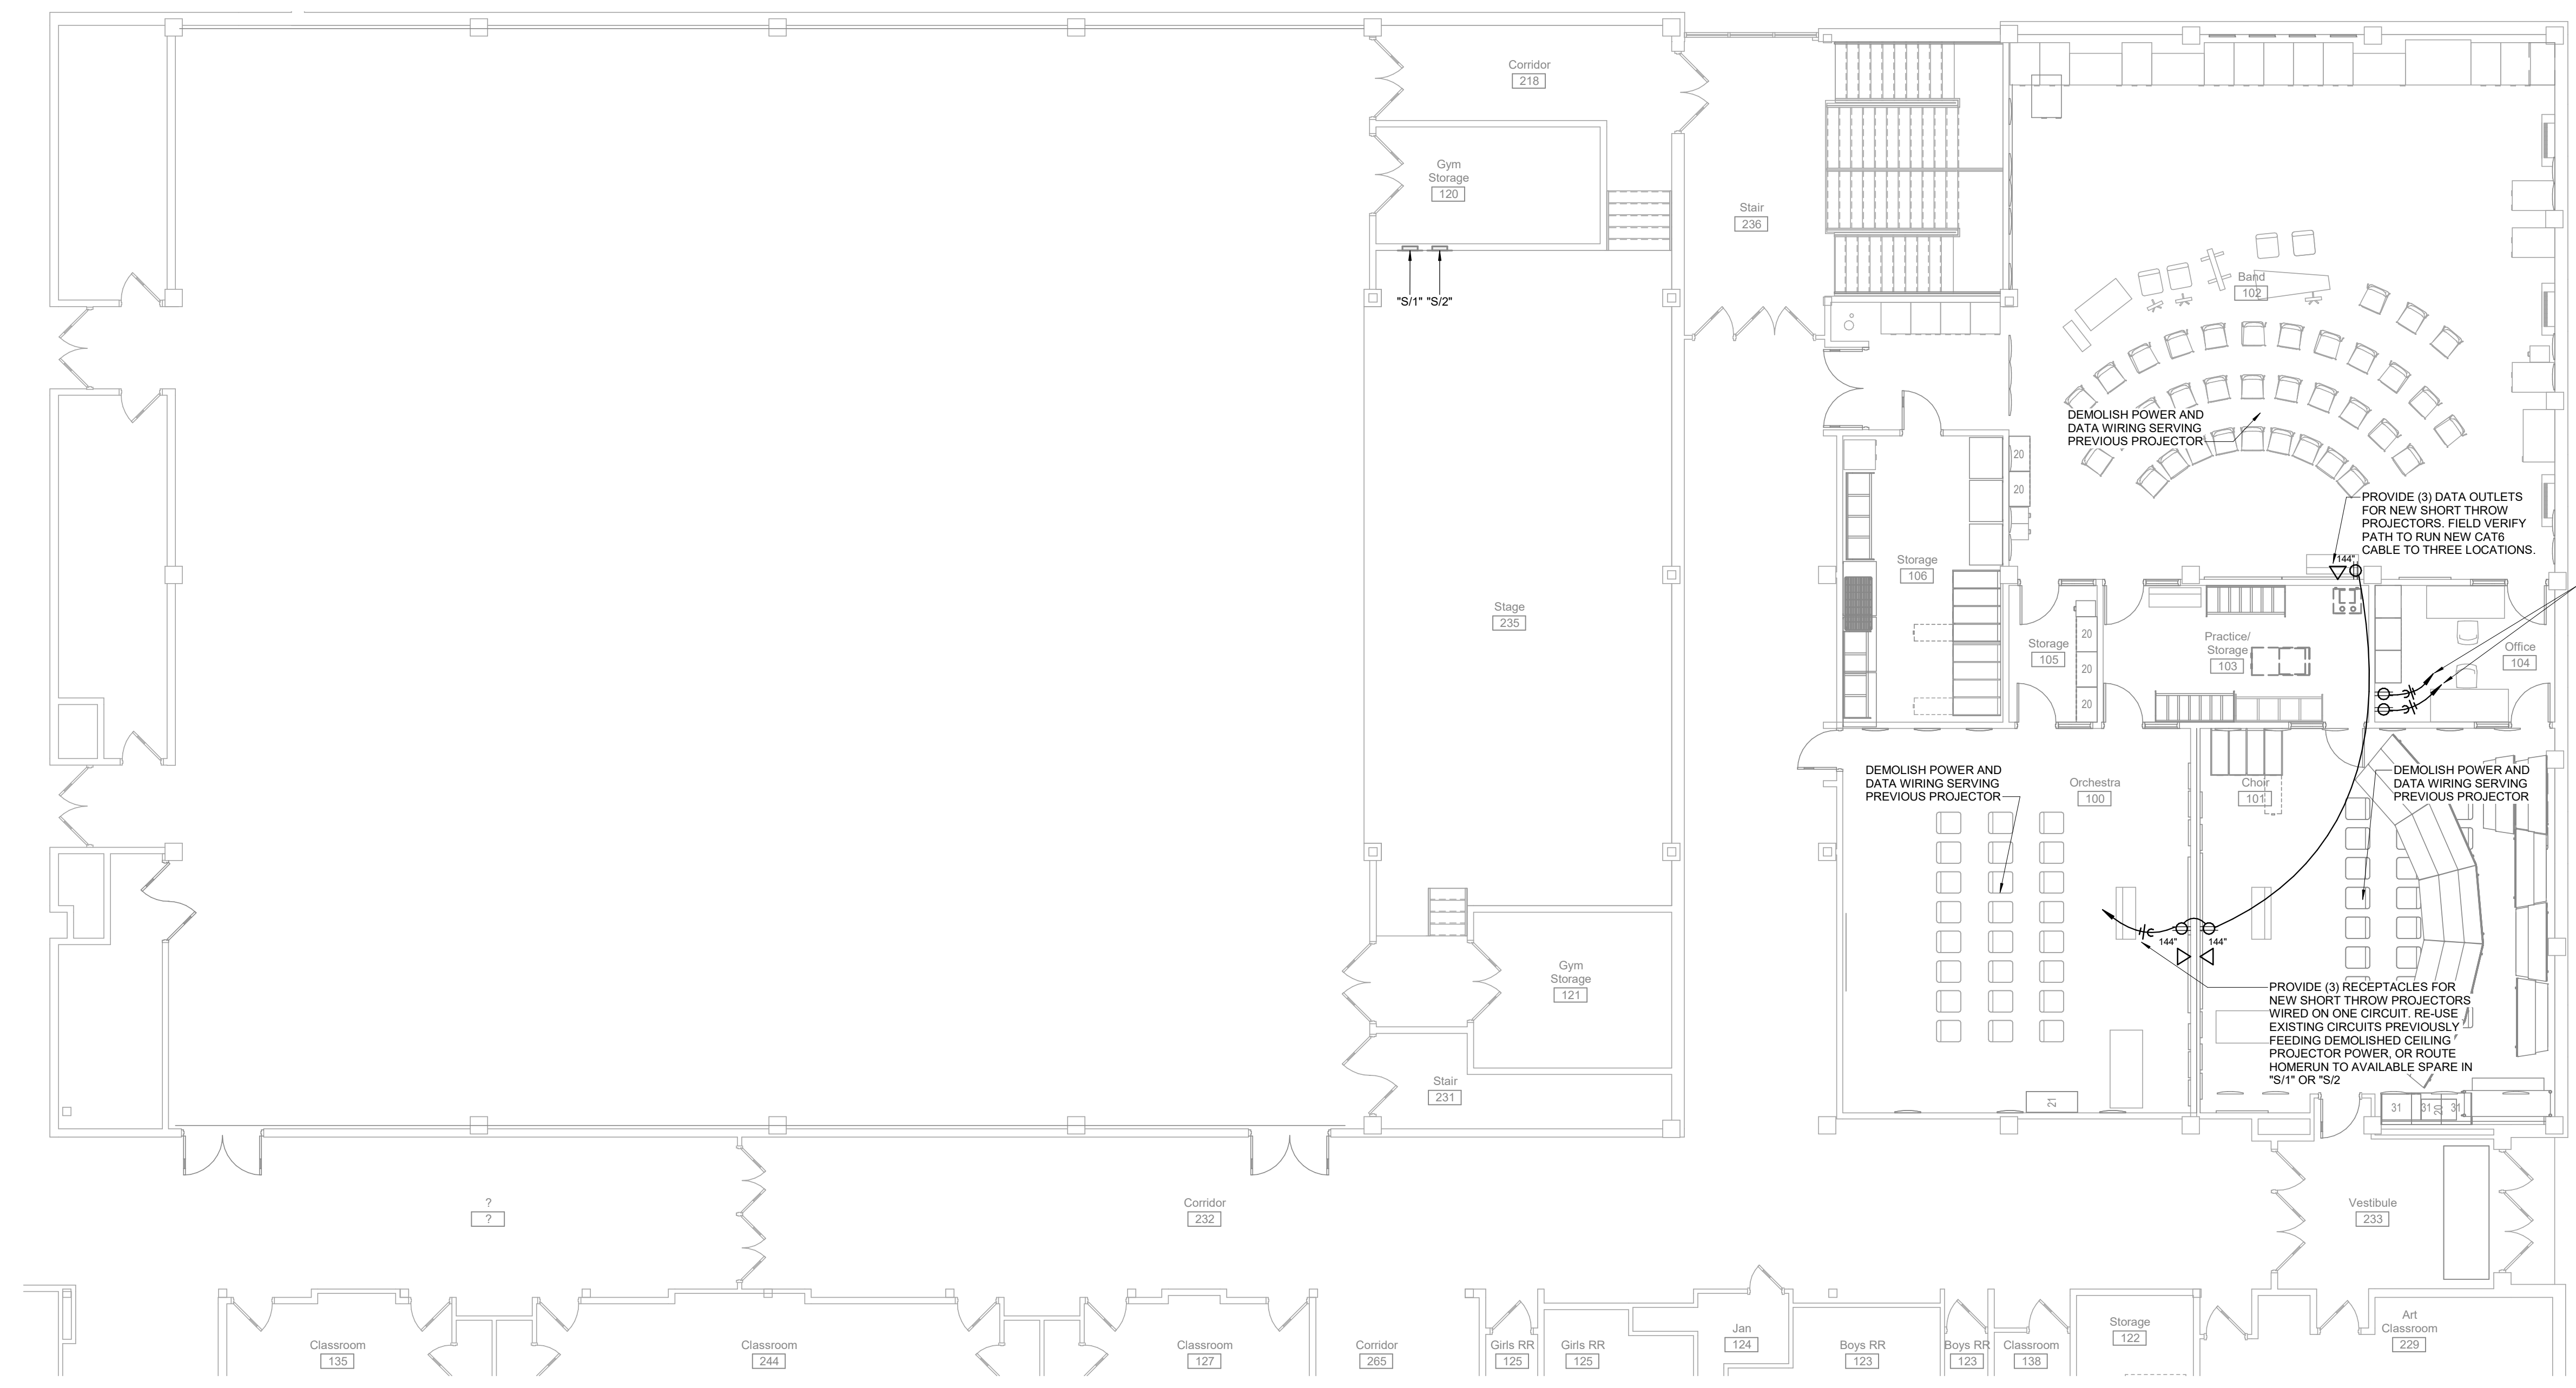 Corridor
218
Gym
Storage
120
"S/1" "S/2"
Stair
236
Band
102
DEMOLISH POWER AND
DATA WIRING SERVING
PREVIOUS PROJECTOR
PROVIDE (3) DATA OUTLETS
FOR NEW SHORT THROW
PROJECTORS. FIELD VERIFY
PATH TO RUN NEW CAT6
CABLE TO THREE LOCATIONS.
144"
20
20
Storage
106
Stage
235
Storage
105
20
20
20
Practice/
Storage
103
Office
104
DEMOLISH POWER AND
DATA WIRING SERVING
PREVIOUS PROJECTOR
Orchestra
100
Choir
101
DEMOLISH POWER AND
DATA WIRING SERVING
PREVIOUS PROJECTOR
144"
144"
PROVIDE (3) RECEPTACLES FOR
NEW SHORT THROW PROJECTORS
WIRED ON ONE CIRCUIT. RE-USE
EXISTING CIRCUITS PREVIOUSLY
FEEDING DEMOLISHED CEILING
PROJECTOR POWER, OR ROUTE
HOMERUN TO AVAILABLE SPARE IN
"S/1" OR "S/2
Gym
Storage
121
Stair
231
21
31
31
20
31
?
?
Corridor
232
Vestibule
233
Classroom
135
Classroom
244
Classroom
127
Corridor
265
Girls RR
125
Girls RR
125
Jan
124
Boys RR
123
Boys RR
123
Classroom
138
Storage
122
Art
Classroom
229